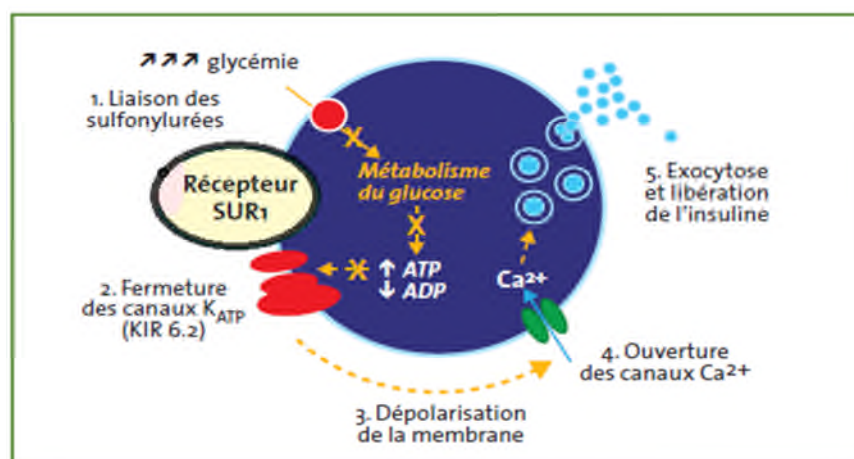 ↗↗↗ glycémie
1. Liaison des
sulfonylurées
Récepteur
SUR1
Métabolisme
du glucose
↑ ATP
↓ ADP
2. Fermeture
des canaux KATP
(KIR 6.2)
3. Dépolarisation
de la membrane
Ca2+
4. Ouverture
des canaux Ca2+
5. Exocytose
et libération
de l'insuline